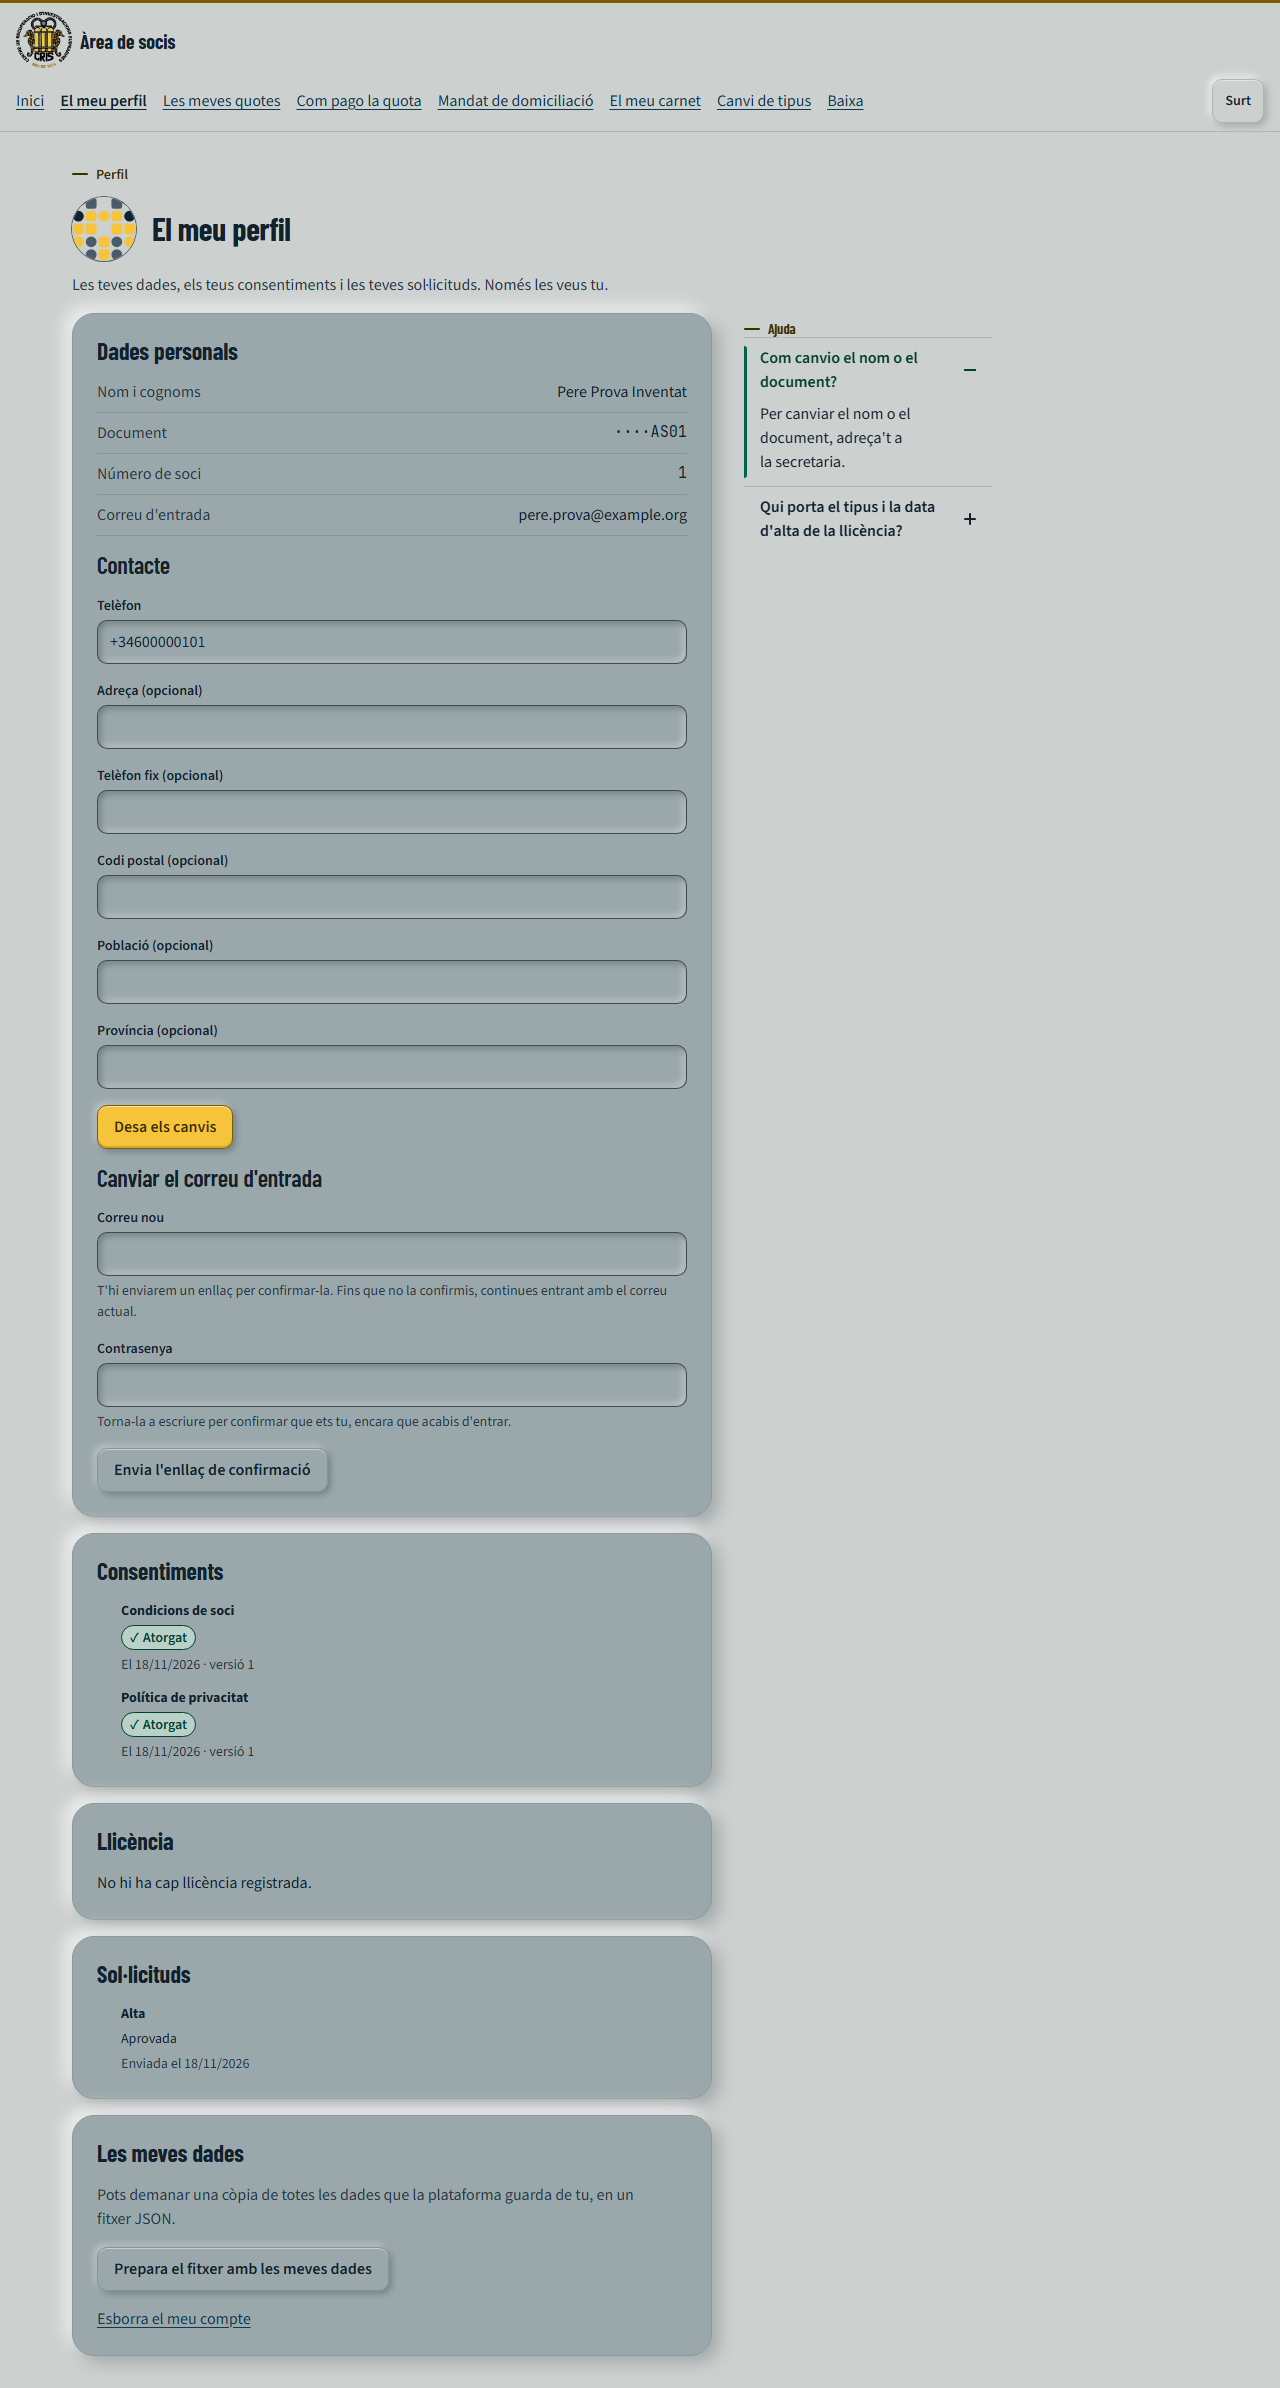 CRIS
Àrea de socis
Inici
El meu perfil
Les meves quotes
Com pago la quota
Mandat de domiciliació
El meu carnet
Canvi de tipus
Baixa
Surt
Perfil
El meu perfil
Les teves dades, els teus consentiments i les teves sol·licituds. Només les veus tu.
Dades personals
Nom i cognoms Pere Prova Inventat
Document ····AS01
Número de soci 1
Correu d'entrada pere.prova@example.org
Contacte
Telèfon
+34600000101
Adreça (opcional)
Telèfon fix (opcional)
Codi postal (opcional)
Població (opcional)
Província (opcional)
Desa els canvis
Canviar el correu d'entrada
Correu nou
T'hi enviarem un enllaç per confirmar-la. Fins que no la confirmis, continues entrant amb el correu
actual.
Contrasenya
Torna-la a escriure per confirmar que ets tu, encara que acabis d'entrar.
Envia l'enllaç de confirmació
Consentiments
Condicions de soci
✓ Atorgat
El 18/11/2026 · versió 1
Política de privacitat
✓ Atorgat
El 18/11/2026 · versió 1
Llicència
No hi ha cap llicència registrada.
Sol·licituds
Alta
Aprovada
Enviada el 18/11/2026
Les meves dades
Pots demanar una còpia de totes les dades que la plataforma guarda de tu, en un
fitxer JSON.
Prepara el fitxer amb les meves dades
Esborra el meu compte
Ajuda
Com canvio el nom o el
document?
Per canviar el nom o el
document, adreça't a
la secretaria.
Qui porta el tipus i la data
d'alta de la llicència?